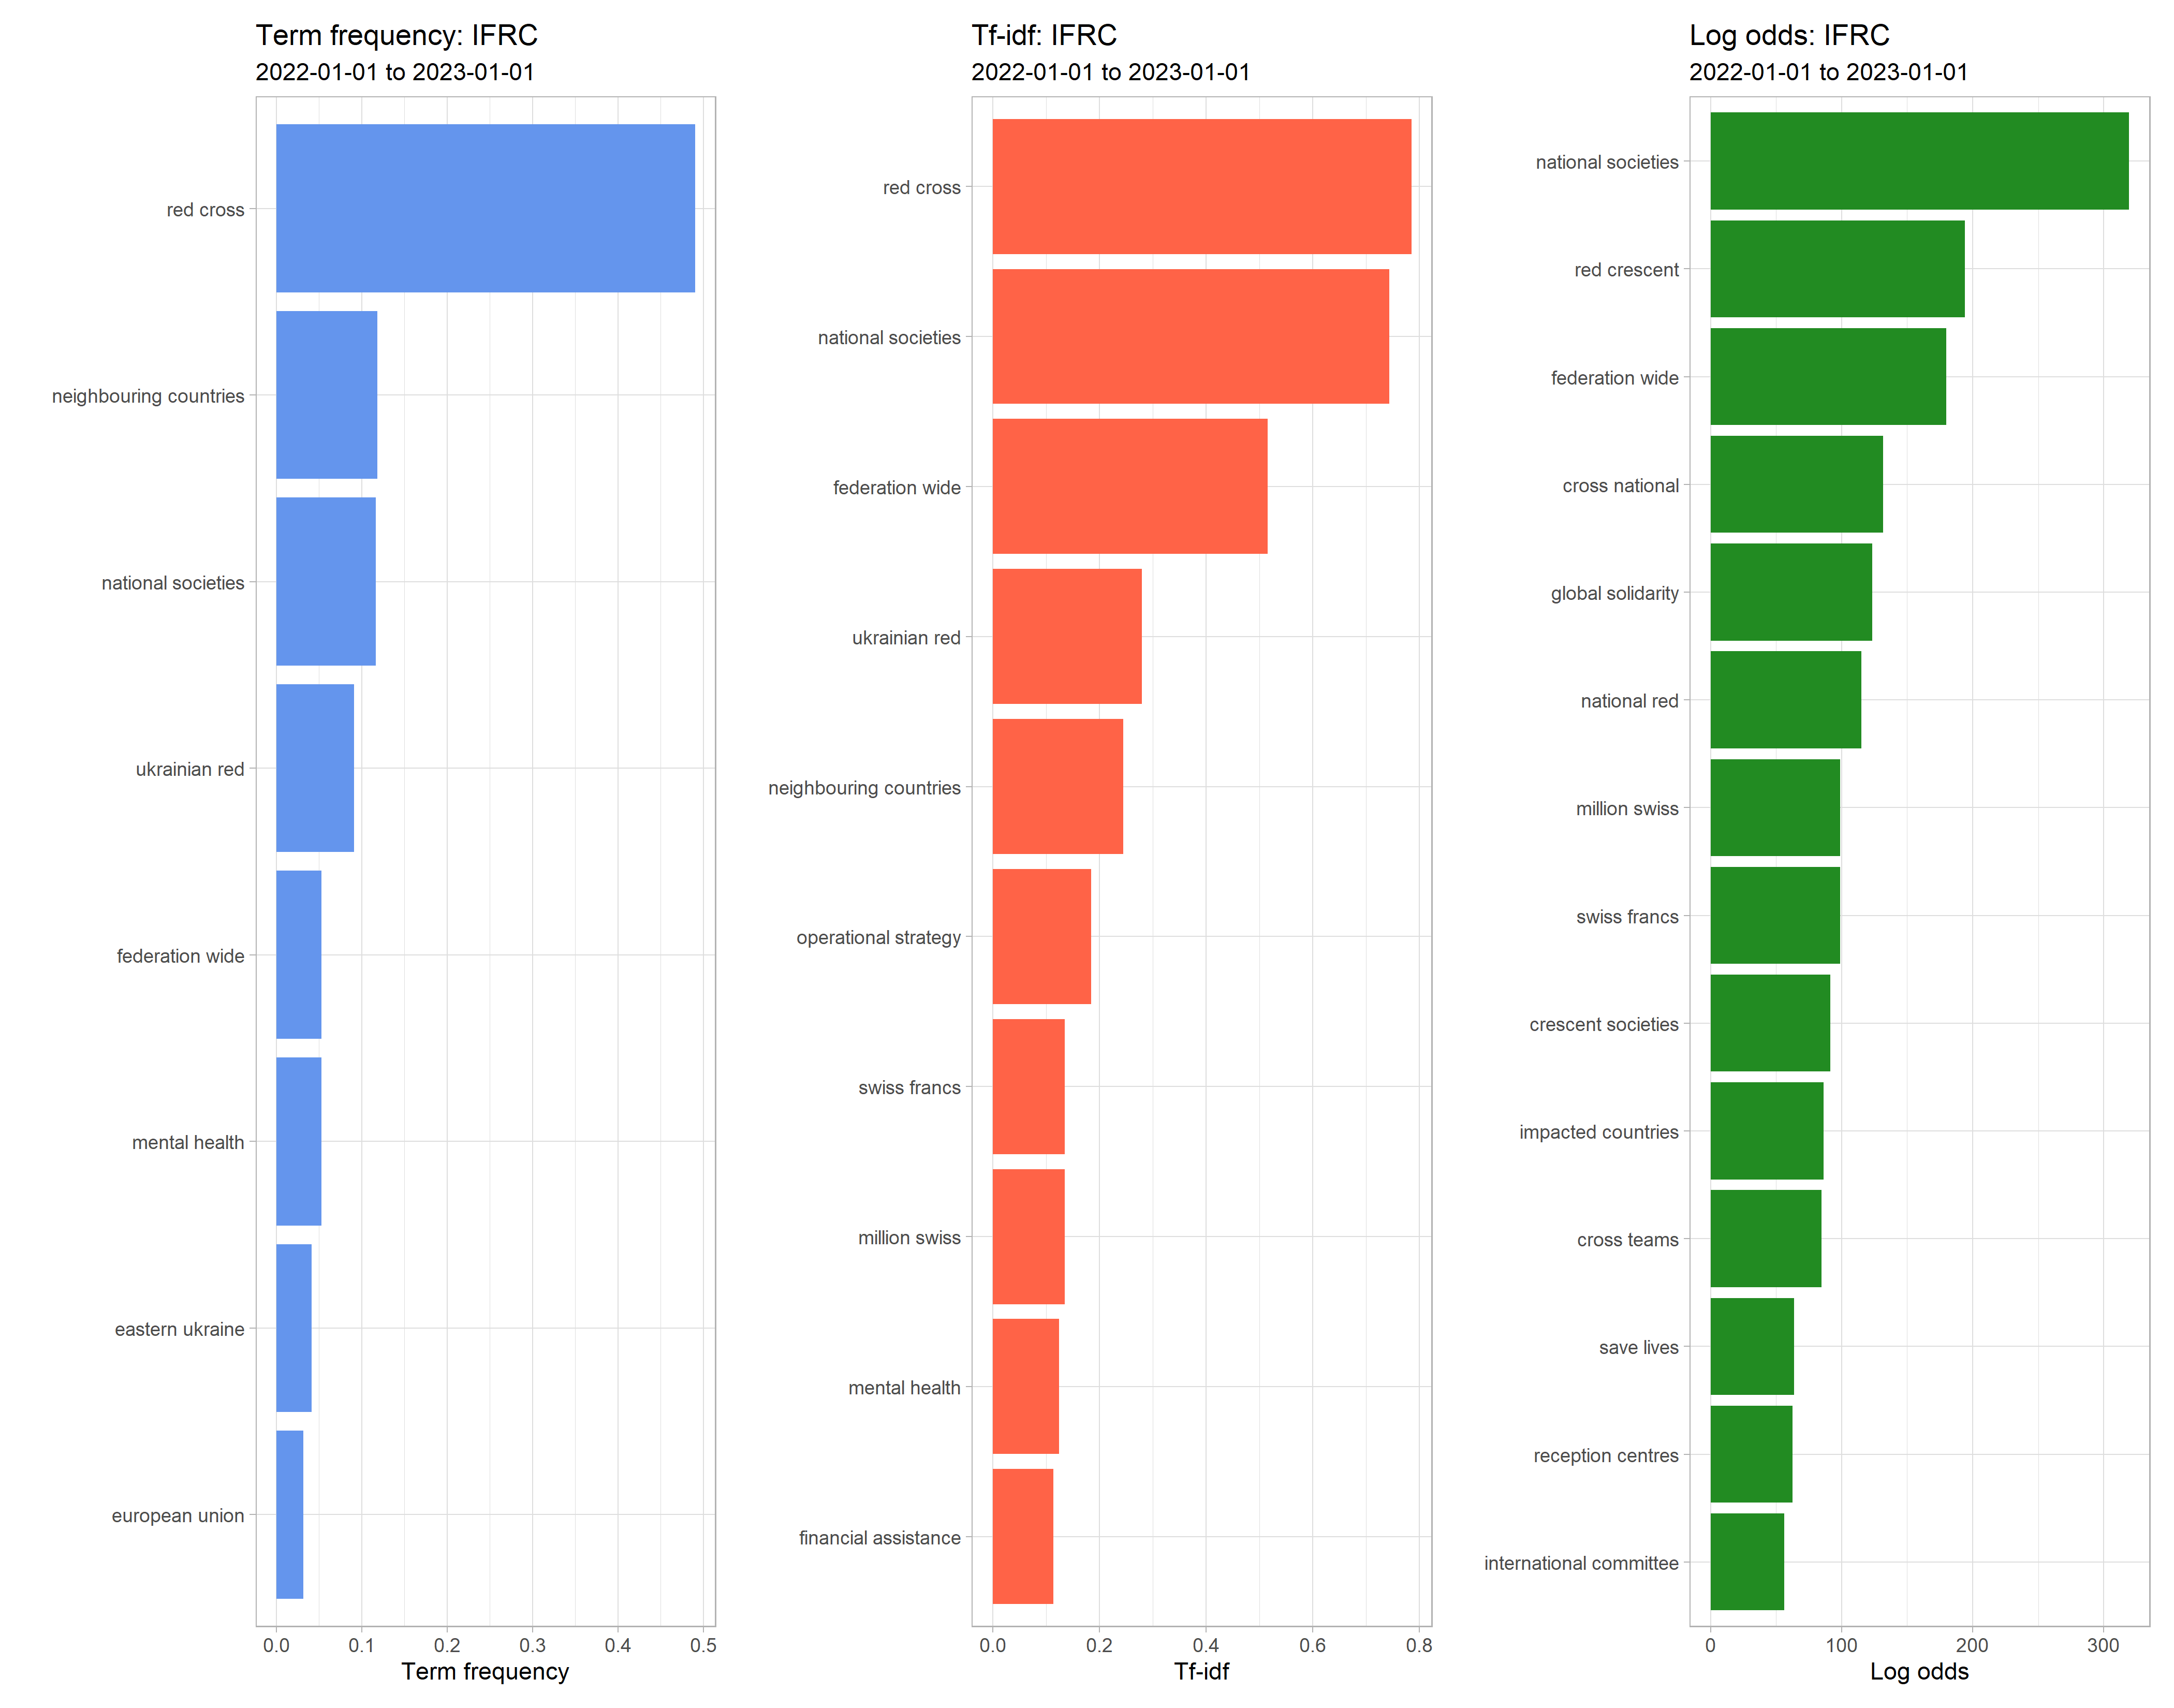 Term frequency: IFRC
2022-01-01 to 2023-01-01
red cross
neighbouring countries
national societies
ukrainian red
federation wide
mental health
eastern ukraine
european union
0.0 0.1 0.2 0.3 0.4 0.5
Term frequency
Tf-idf: IFRC
2022-01-01 to 2023-01-01
red cross
national societies
federation wide
ukrainian red
neighbouring countries
operational strategy
swiss francs
million swiss
mental health
financial assistance
0.0 0.2 0.4 0.6 0.8
Tf-idf
Log odds: IFRC
2022-01-01 to 2023-01-01
national societies
red crescent
federation wide
cross national
global solidarity
national red
million swiss
swiss francs
crescent societies
impacted countries
cross teams
save lives
reception centres
international committee
0 100 200 300
Log odds